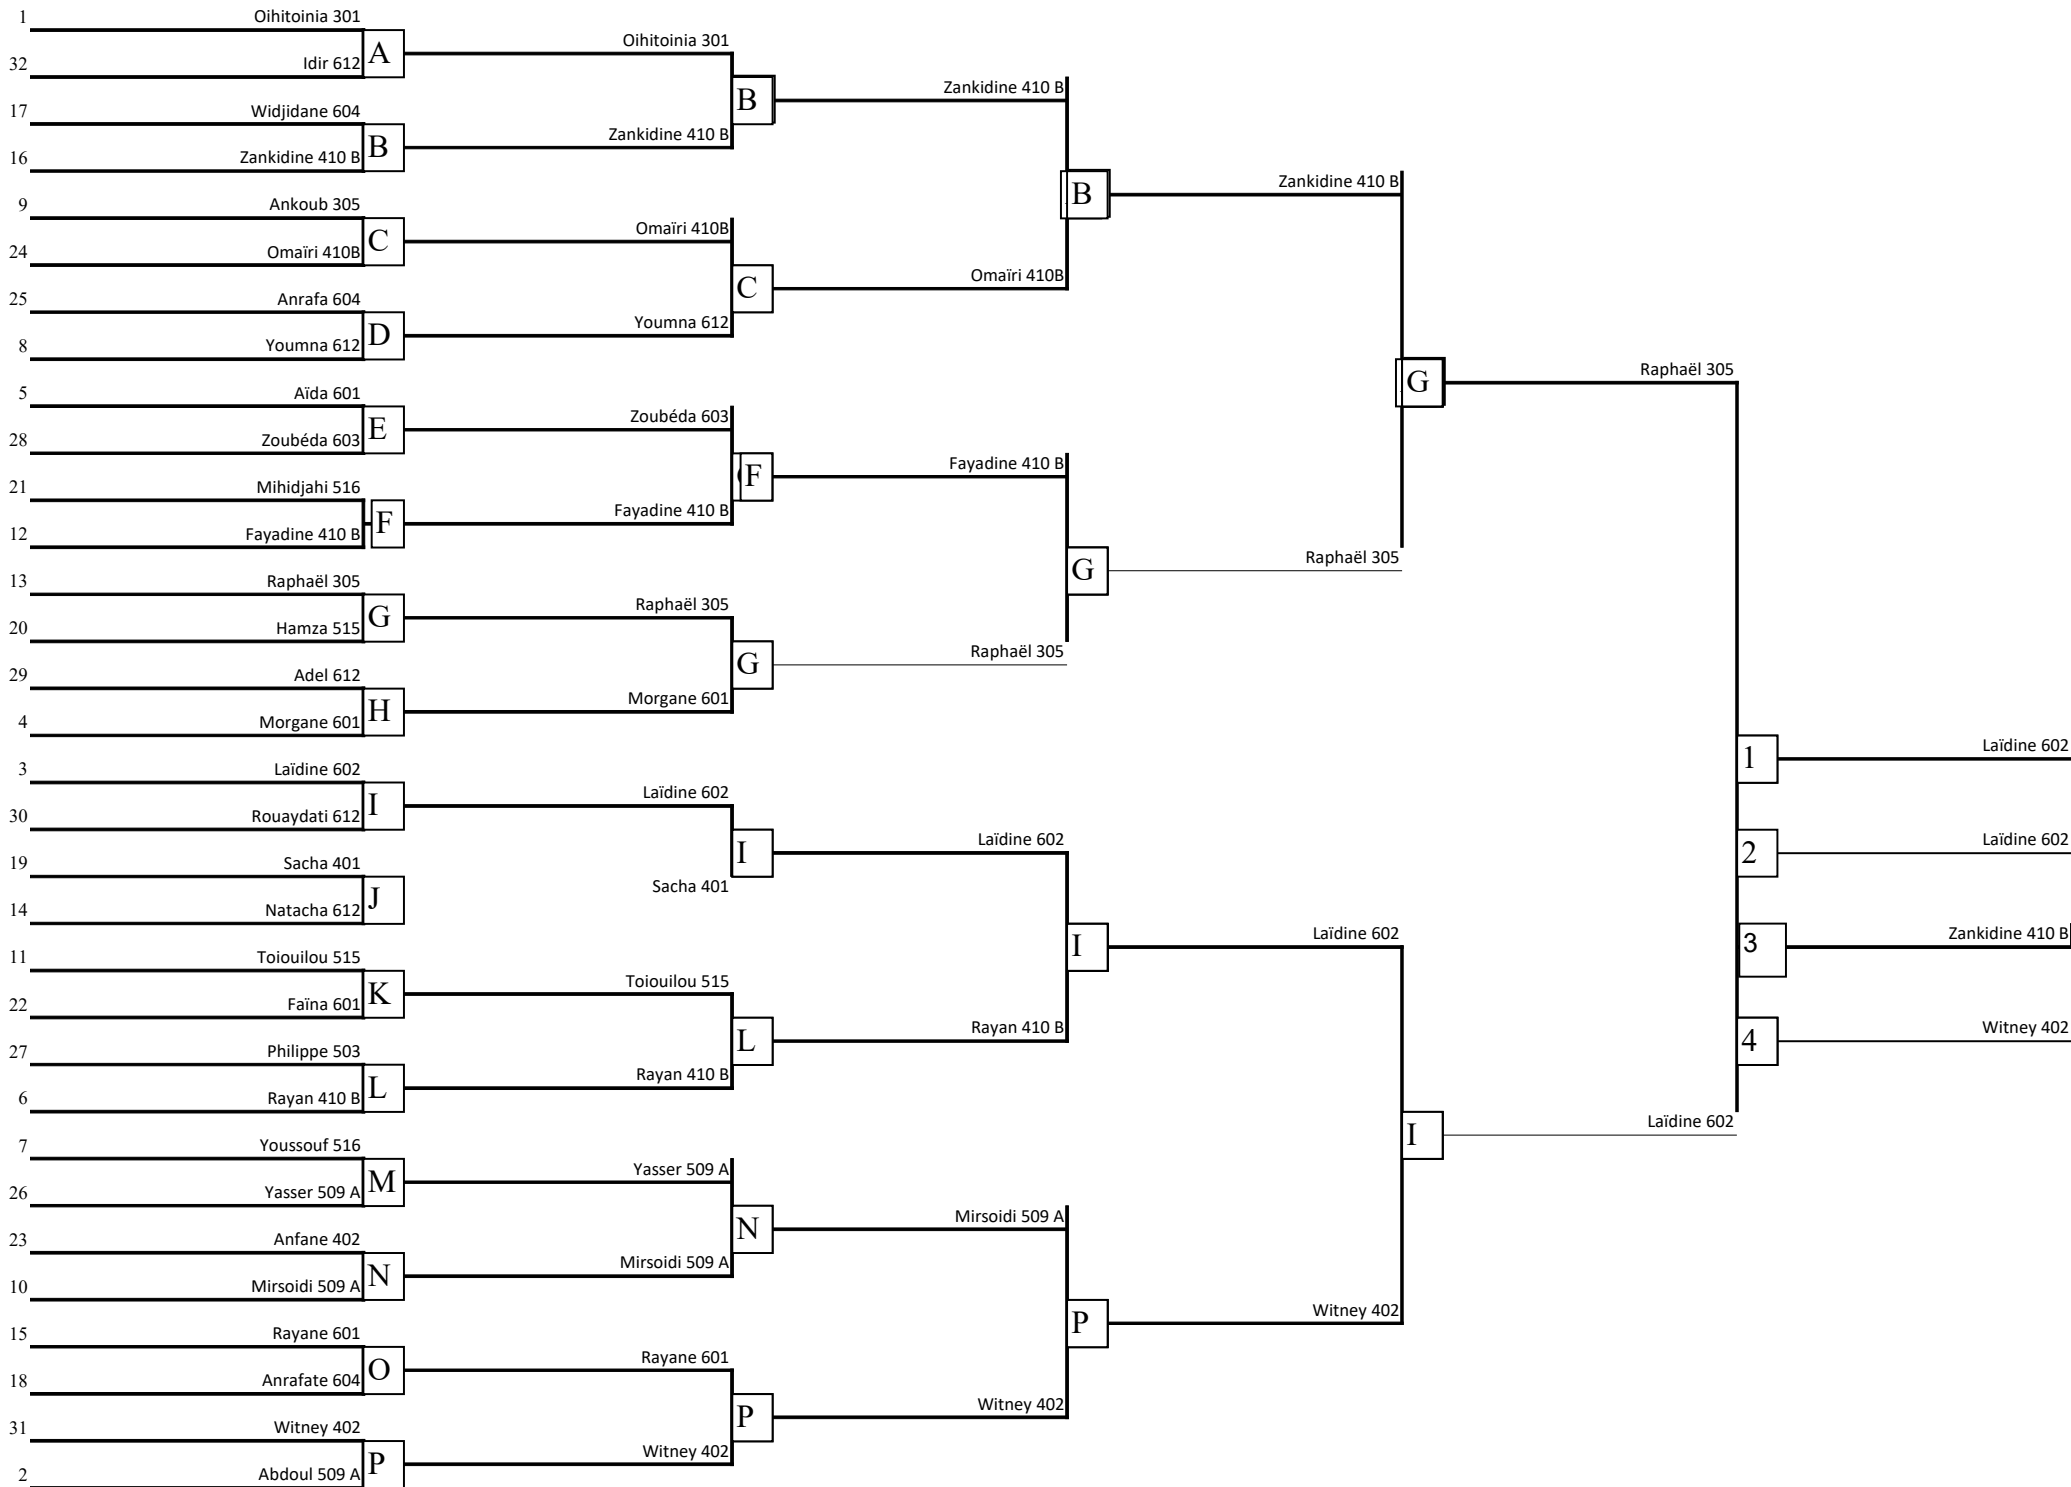 1 Oihitoinia 301
A
32 Idir 612
17 Widjidane 604
B
16 Zankidine 410 B
9 Ankoub 305
C
24 Omaïri 410B
25 Anrafa 604
D
8 Youmna 612
5 Aïda 601
E
28 Zoubéda 603
21 Mihidjahi 516
F
12 Fayadine 410 B
13 Raphaël 305
G
20 Hamza 515
29 Adel 612
H
4 Morgane 601
3 Laïdine 602
I
30 Rouaydati 612
19 Sacha 401
J
14 Natacha 612
11 Toiouilou 515
K
22 Faïna 601
27 Philippe 503
L
6 Rayan 410 B
7 Youssouf 516
M
26 Yasser 509 A
23 Anfane 402
N
10 Mirsoidi 509 A
15 Rayane 601
O
18 Anrafate 604
31 Witney 402
P
2 Abdoul 509 A
Oihitoinia 301
B
Zankidine 410 B
Omaïri 410B
C
Youmna 612
Zoubéda 603
F
Fayadine 410 B
Raphaël 305
G
Morgane 601
Laïdine 602
I
Sacha 401
Toiouilou 515
L
Rayan 410 B
Yasser 509 A
N
Mirsoidi 509 A
Rayane 601
P
Witney 402
Zankidine 410 B
B
Omaïri 410B
Fayadine 410 B
G
Raphaël 305
Laïdine 602
I
Rayan 410 B
Mirsoidi 509 A
P
Witney 402
Zankidine 410 B
G
Raphaël 305
Laïdine 602
I
Witney 402
Raphaël 305
Laïdine 602
1 Laïdine 602
2 Laïdine 602
3 Zankidine 410 B
4 Witney 402